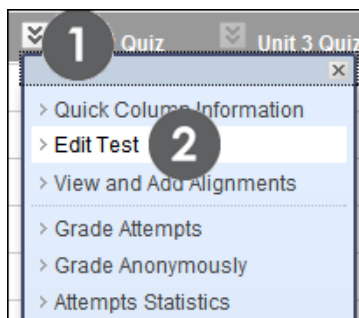 1 Quiz Unit 3 Quiz
> Quick Column Information
> Edit Test 2
> View and Add Alignments
> Grade Attempts
> Grade Anonymously
> Attempts Statistics